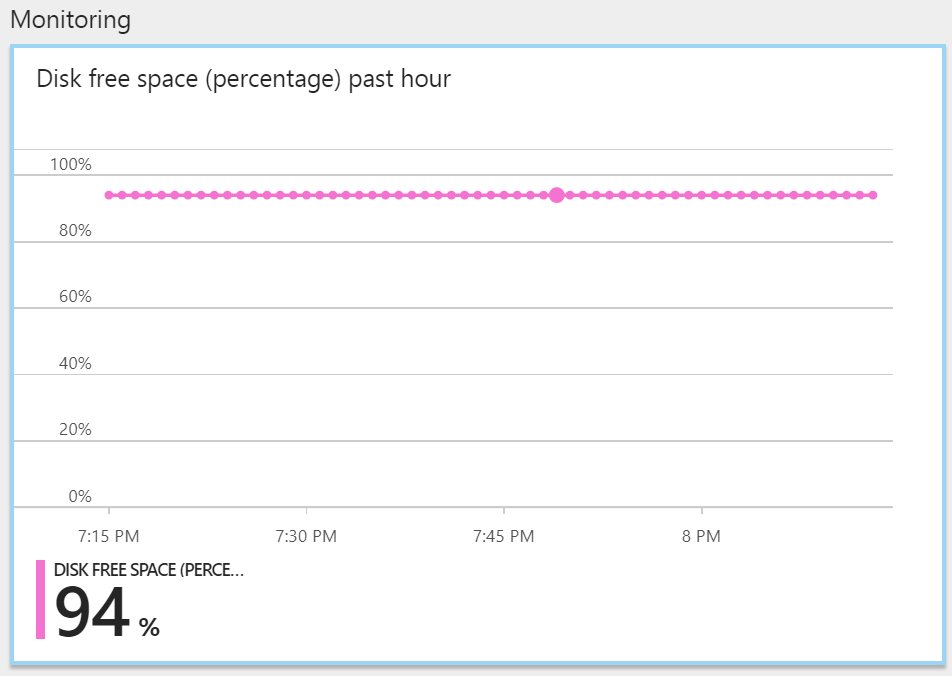 Monitoring
Disk free space (percentage) past hour
100%
80%
60%
40%
20%
0%
7:15 PM 7:30 PM 7:45 PM 8 PM
DISK FREE SPACE (PERCE...
94 %